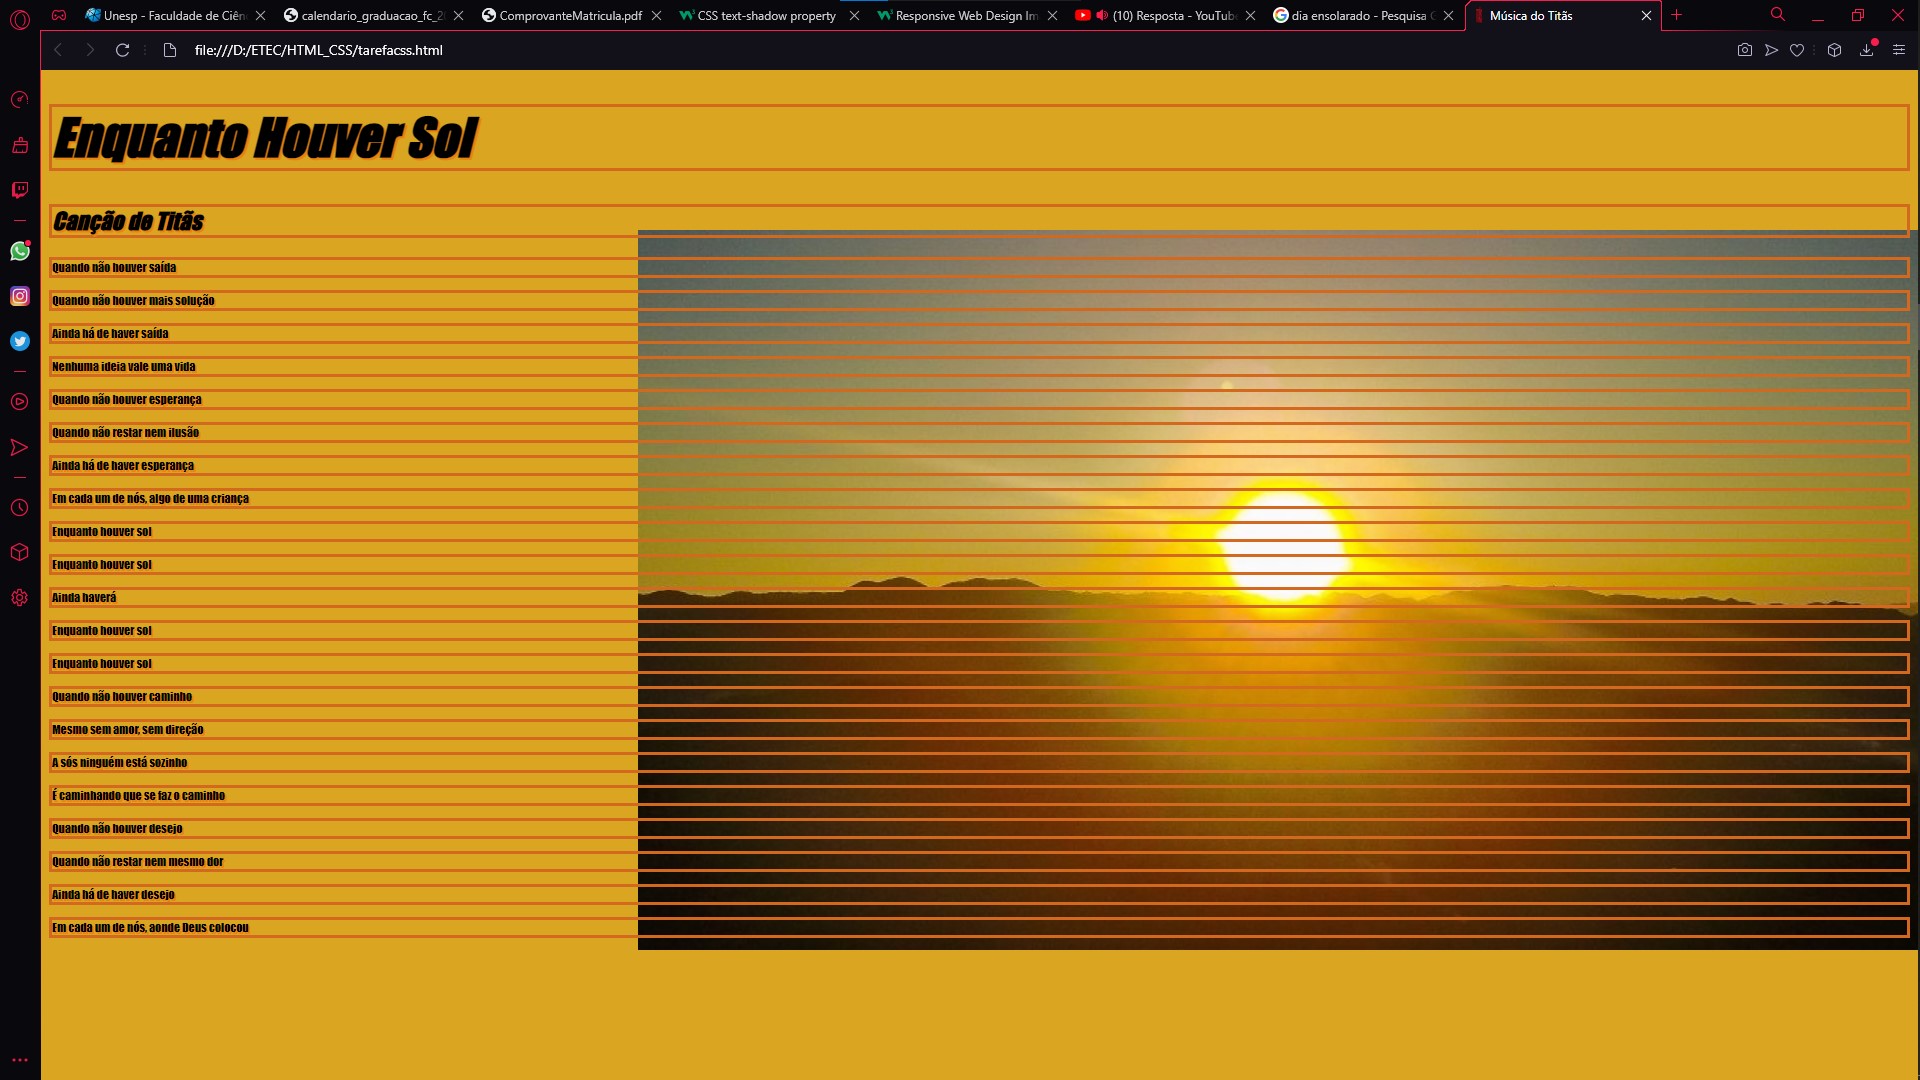 Unesp - Faculdade de Ciên
calendario_graduacao_fc_2
ComprovanteMatricula.pdf
CSS text-shadow property
Responsive Web Design Im
(10) Resposta - YouTub
dia ensolarado - Pesquisa
Música do Titãs
file:///D:/ETEC/HTML_CSS/tarefacss.html
Enquanto Houver Sol
Canção de Titãs
Quando não houver saída
Quando não houver mais solução
Ainda há de haver saída
Nenhuma ideia vale uma vida
Quando não houver esperança
Quando não restar nem ilusão
Ainda há de haver esperança
Em cada um de nós, algo de uma criança
Enquanto houver sol
Enquanto houver sol
Ainda haverá
Enquanto houver sol
Enquanto houver sol
Quando não houver caminho
Mesmo sem amor, sem direção
A sós ninguém está sozinho
É caminhando que se faz o caminho
Quando não houver desejo
Quando não restar nem mesmo dor
Ainda há de haver desejo
Em cada um de nós, aonde Deus colocou